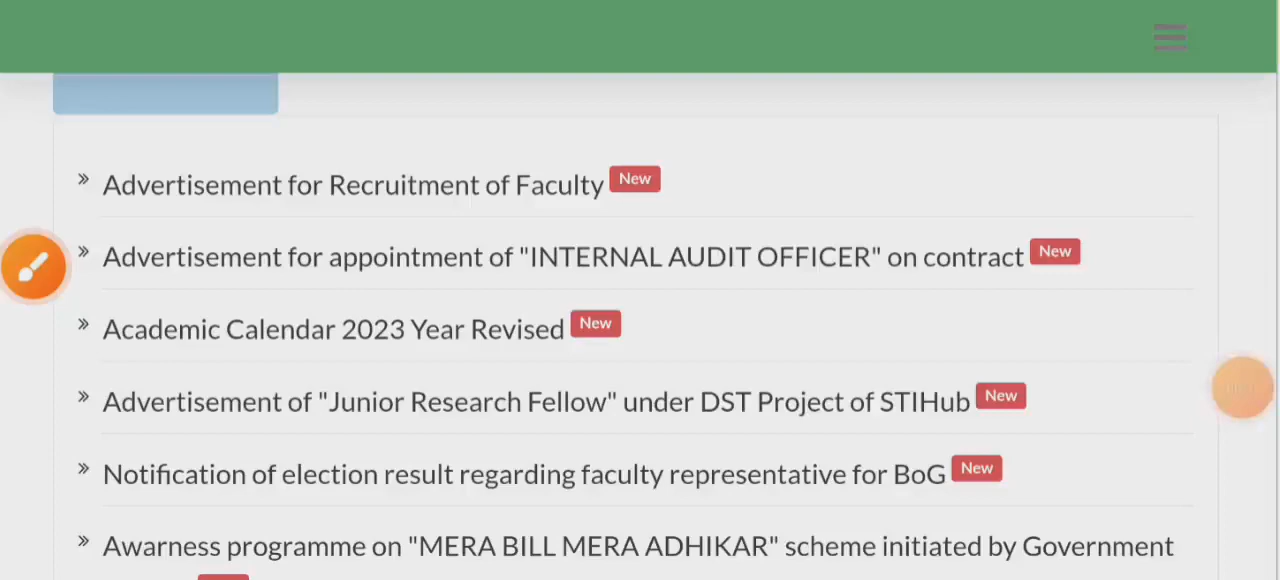 Advertisement for Recruitment of Faculty New
Advertisement for appointment of "INTERNAL AUDIT OFFICER" on contract New
Academic Calendar 2023 Year Revised New
Advertisement of "Junior Research Fellow" under DST Project of STIHub New
Notification of election result regarding faculty representative for BoG New
Awarness programme on "MERA BILL MERA ADHIKAR" scheme initiated by Government